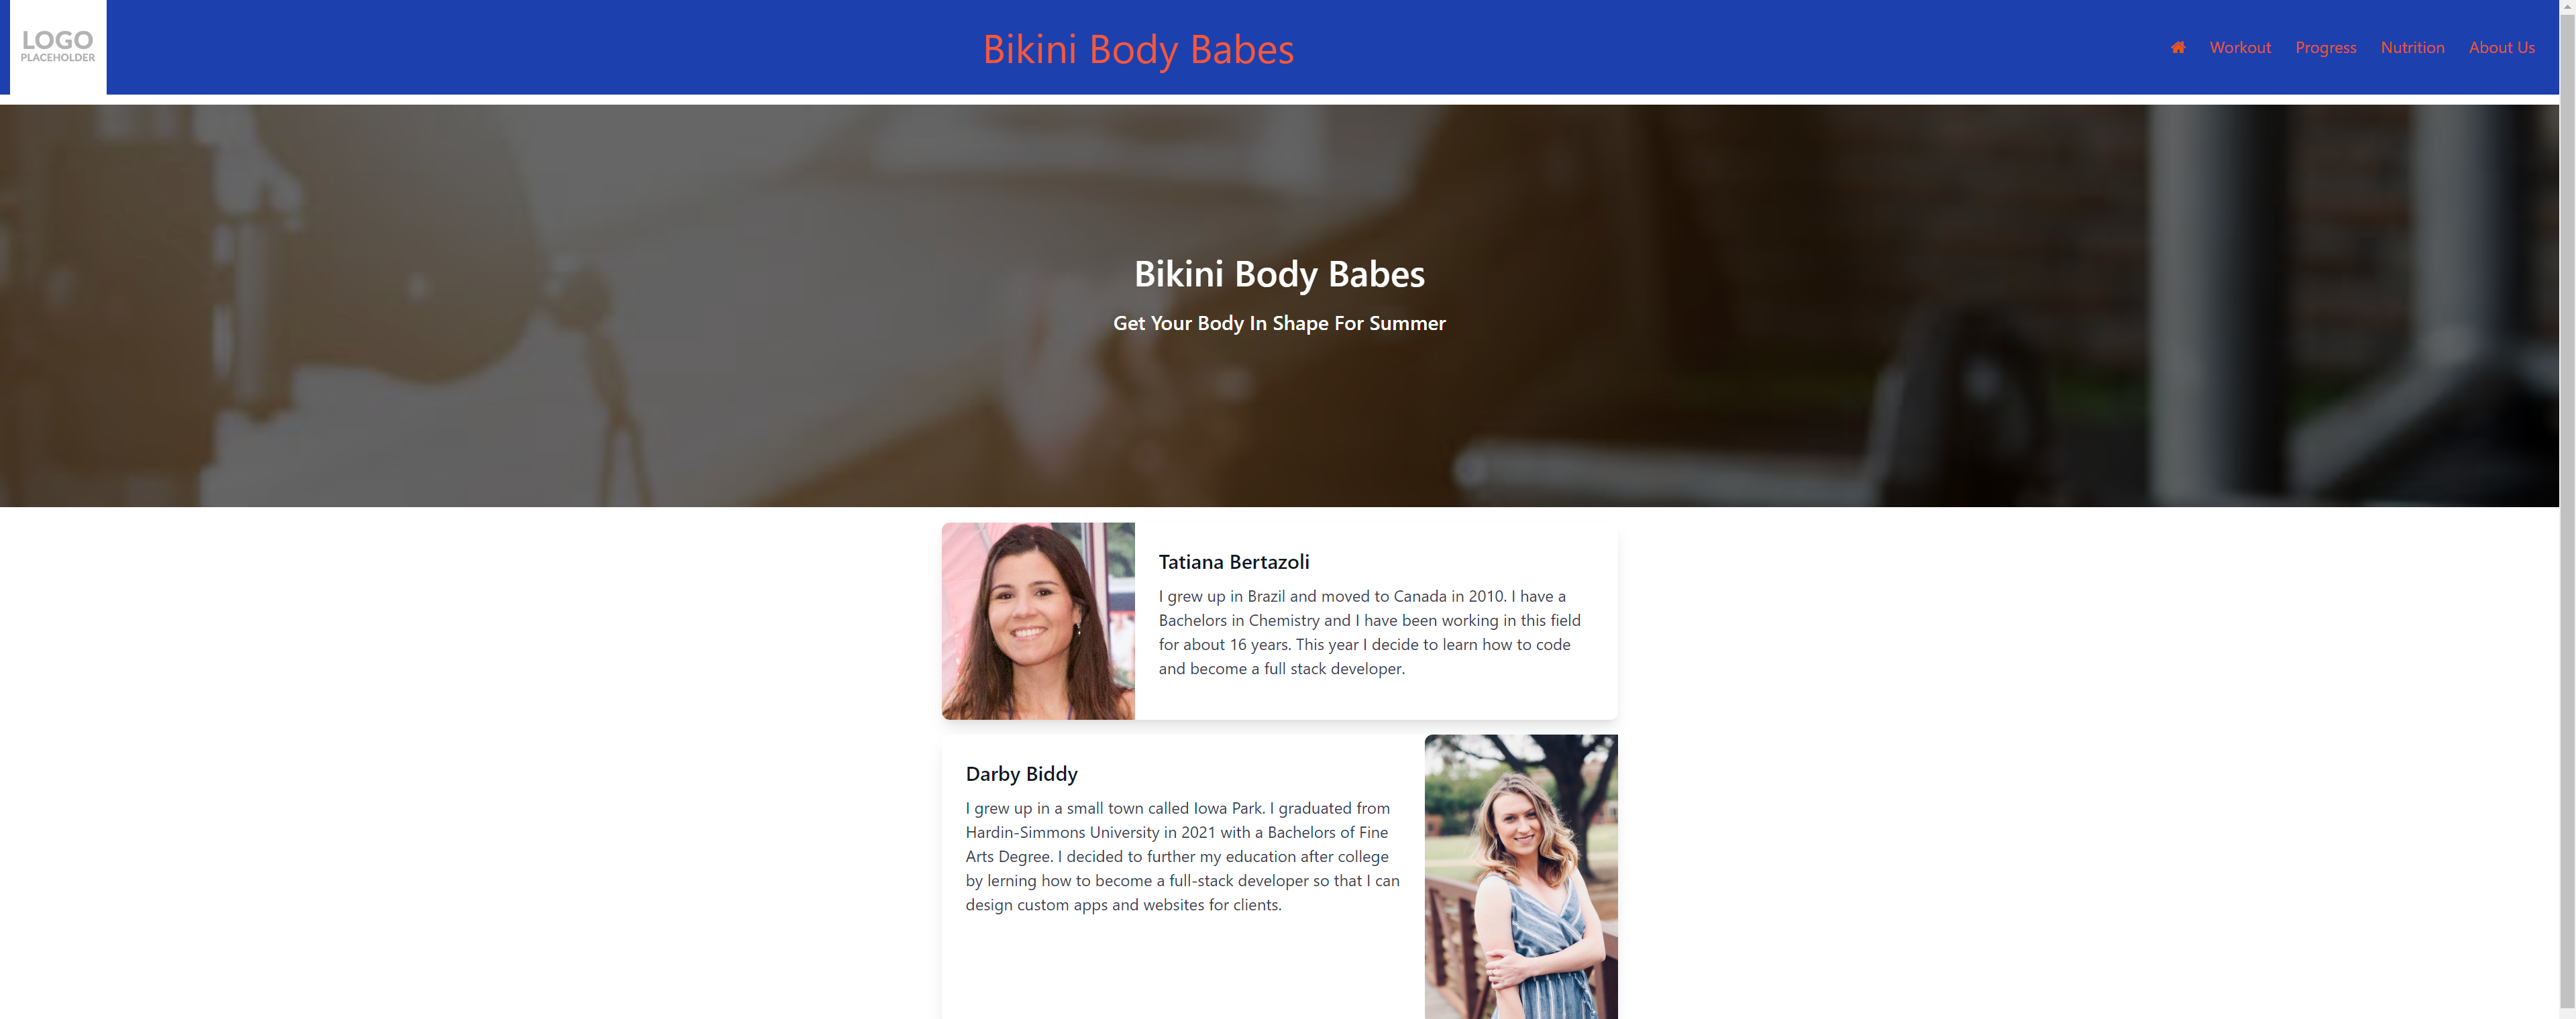 LOGO
PLACEHOLDER
Bikini Body Babes
Workout Progress Nutrition About Us
Bikini Body Babes
Get Your Body In Shape For Summer
Tatiana Bertazoli
I grew up in Brazil and moved to Canada in 2010. I have a
Bachelors in Chemistry and I have been working in this field
for about 16 years. This year I decide to learn how to code
and become a full stack developer.
Darby Biddy
I grew up in a small town called Iowa Park. I graduated from
Hardin-Simmons University in 2021 with a Bachelors of Fine
Arts Degree. I decided to further my education after college
by lerning how to become a full-stack developer so that I can
design custom apps and websites for clients.